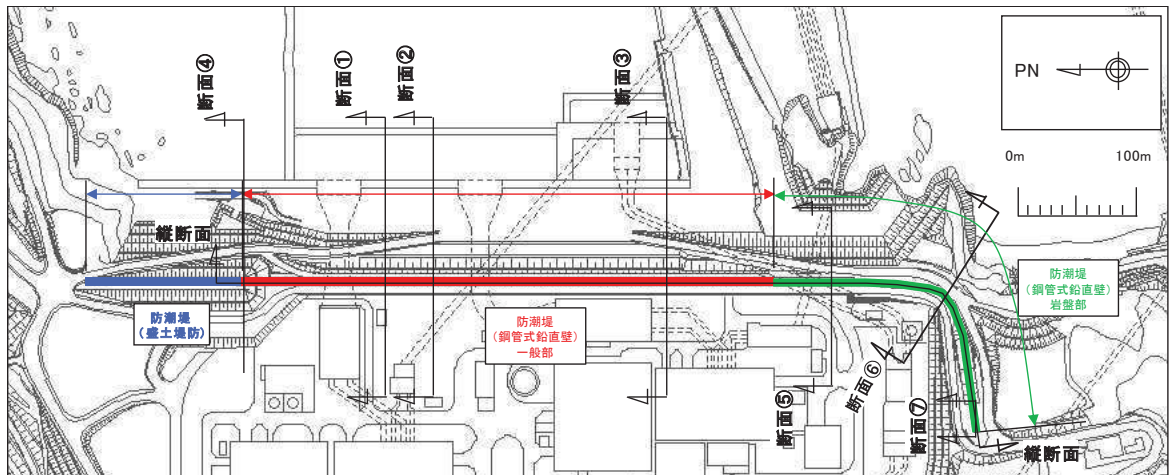 断面④
断面①
断面②
断面③
PN
0m 100m
縦断面
防潮堤
(盛土堤防)
防潮堤
(鋼管式鉛直壁)
一般部
防潮堤
(鋼管式鉛直壁)
岩盤部
断面⑤
断面⑥
断面⑦
縦断面